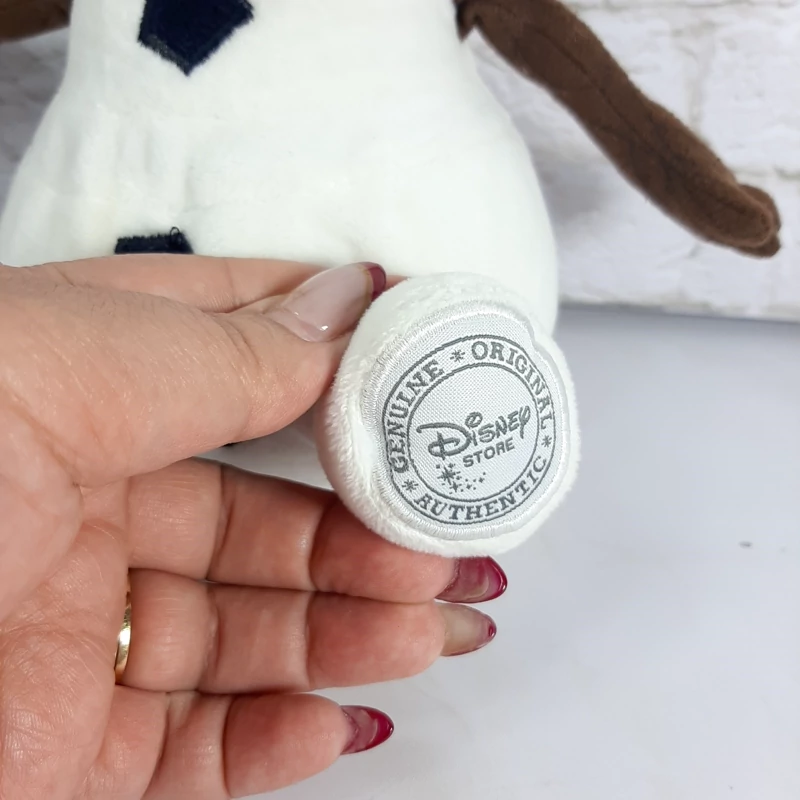 GENUINE * ORIGINAL *
Disney
STORE
* AUTHENTIC